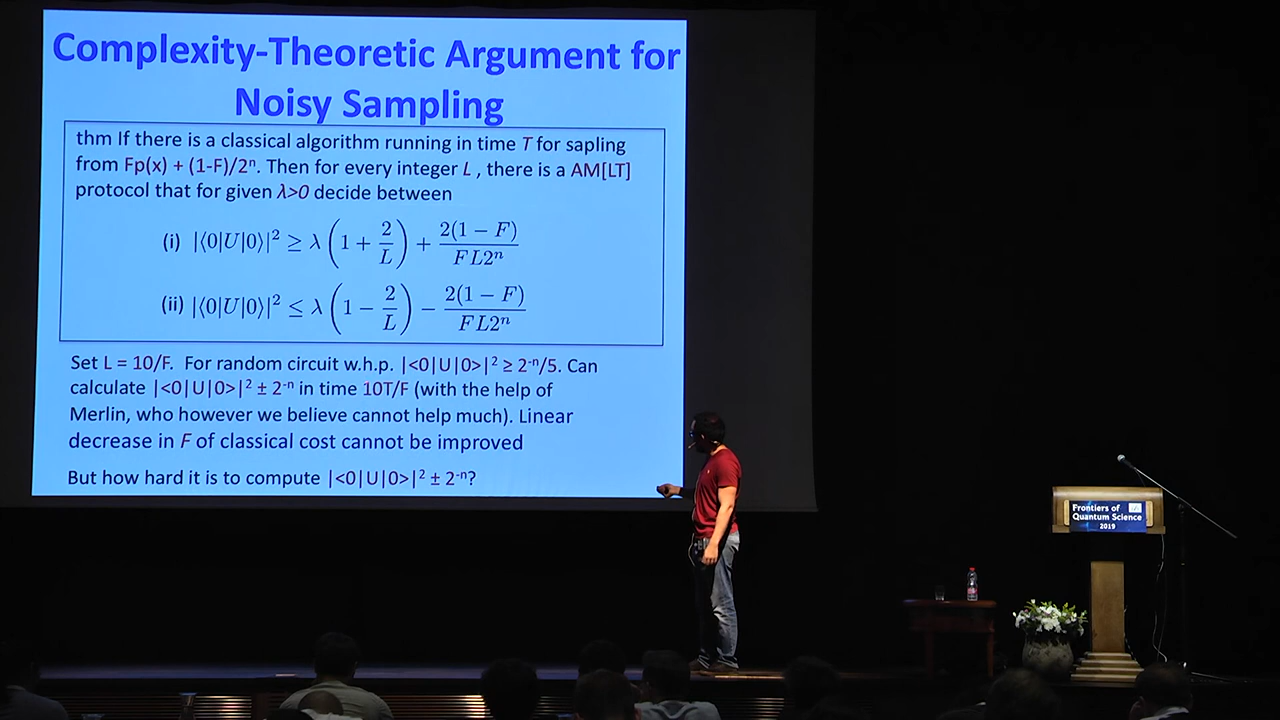 Complexity-Theoretic Argument for
Noisy Sampling
thm If there is a classical algorithm running in time T for sapling
from Fp(x) + (1-F)/2ⁿ. Then for every integer L , there is a AM[LT]
protocol that for given λ>0 decide between
(i) |⟨0|U|0⟩|² ≥ λ (1 + 2/L) + 2(1 − F)/FL2ⁿ
(ii) |⟨0|U|0⟩|² ≤ λ (1 − 2/L) − 2(1 − F)/FL2ⁿ
Set L = 10/F. For random circuit w.h.p. |<0|U|0>|² ≥ 2⁻ⁿ/5. Can
calculate |<0|U|0>|² ± 2⁻ⁿ in time 10T/F (with the help of
Merlin, who however we believe cannot help much). Linear
decrease in F of classical cost cannot be improved
But how hard it is to compute |<0|U|0>|² ± 2⁻ⁿ?
Frontiers of
Quantum Science
2019